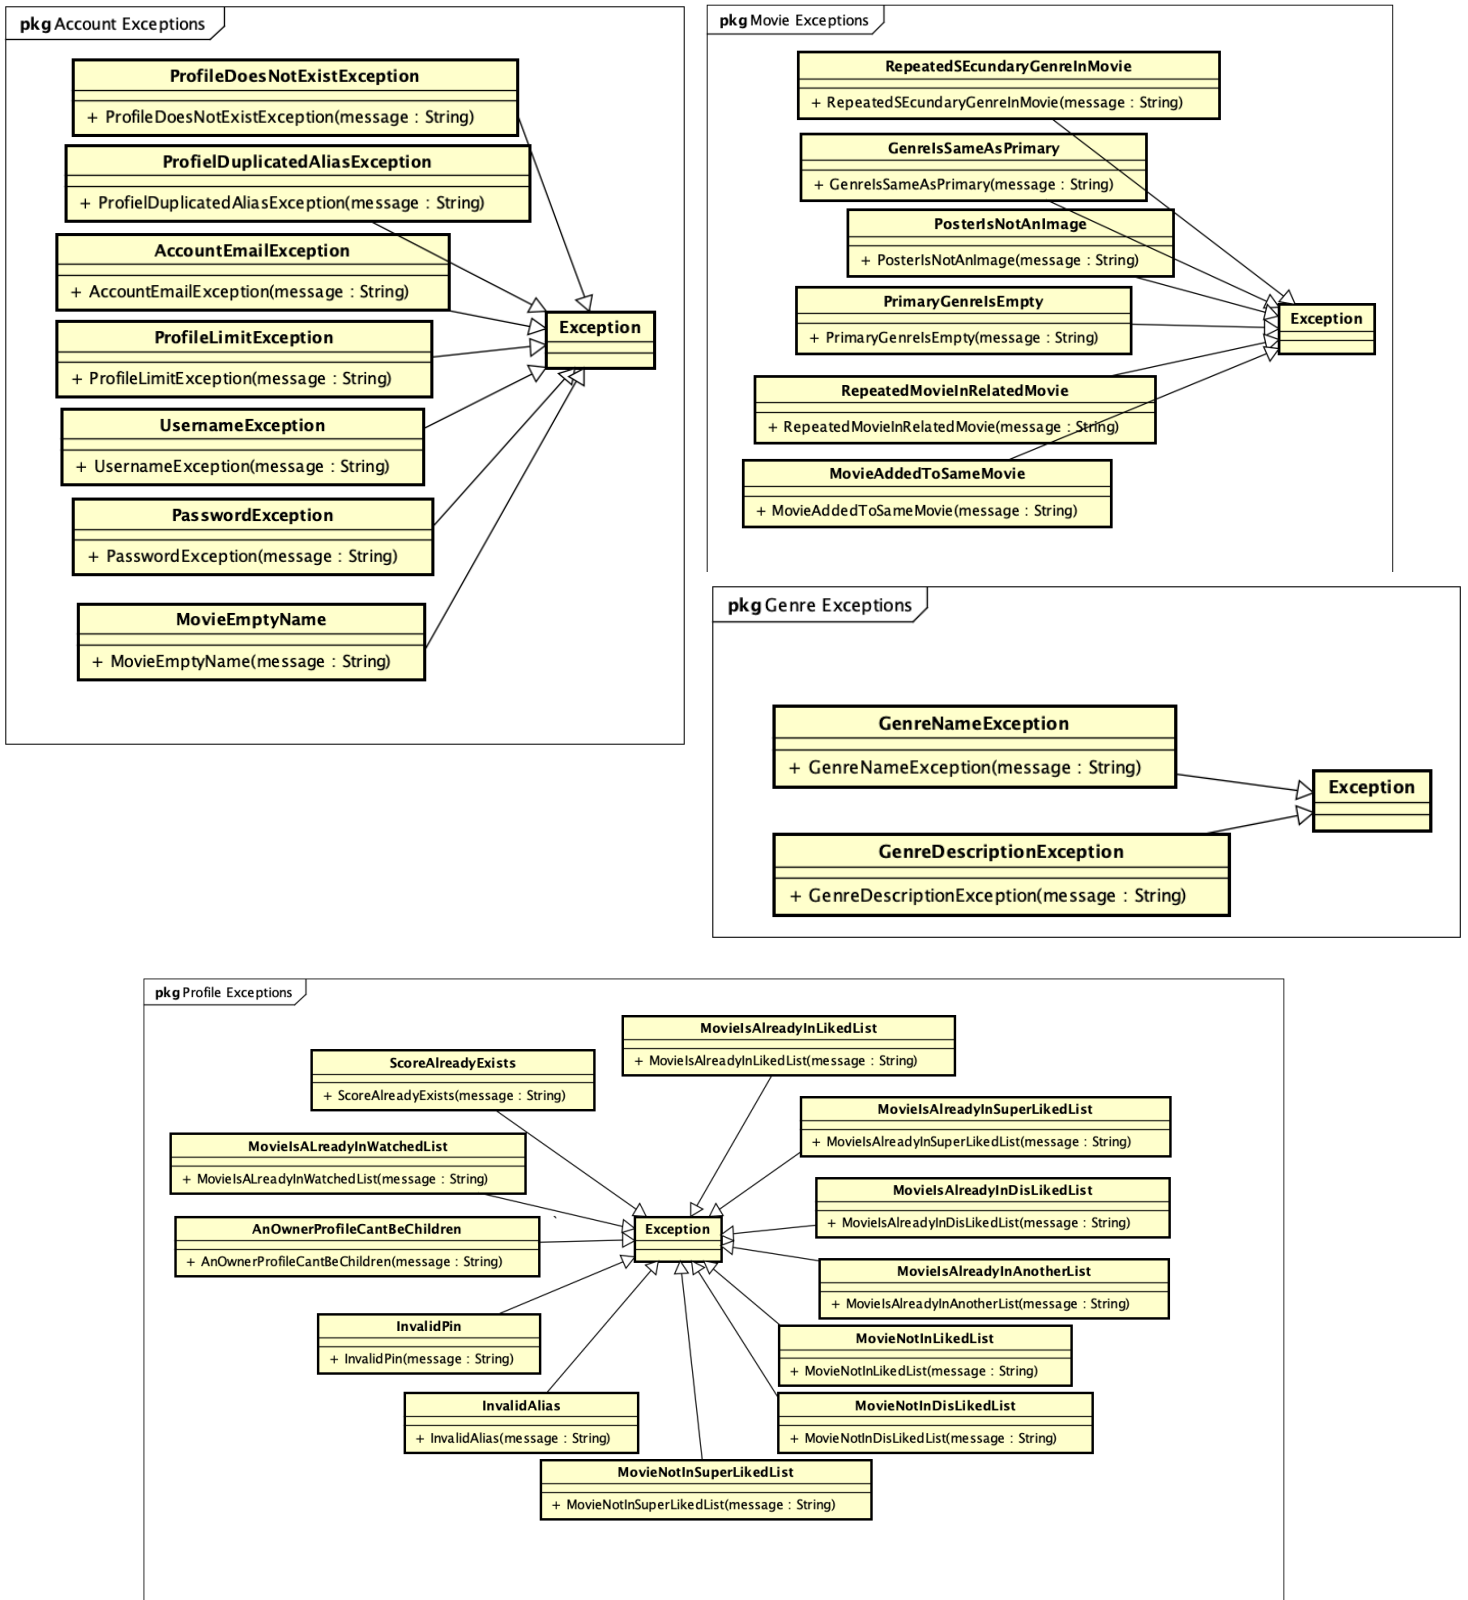 pkg Account Exceptions
ProfileDoesNotExistException
+ ProfileDoesNotExistException(message : String)
ProfielDuplicatedAliasException
+ ProfielDuplicatedAliasException(message : String)
AccountEmailException
+ AccountEmailException(message : String)
Exception
ProfileLimitException
+ ProfileLimitException(message : String)
UsernameException
+ UsernameException(message : String)
PasswordException
+ PasswordException(message : String)
MovieEmptyName
+ MovieEmptyName(message : String)
pkg Movie Exceptions
RepeatedSEcundaryGenreInMovie
+ RepeatedSEcundaryGenreInMovie(message : String)
GenreIsSameAsPrimary
+ GenreIsSameAsPrimary(message : String)
PosterIsNotAnImage
+ PosterIsNotAnImage(message : String)
PrimaryGenreIsEmpty
+ PrimaryGenreIsEmpty(message : String)
Exception
RepeatedMovieInRelatedMovie
+ RepeatedMovieInRelatedMovie(message : String)
MovieAddedToSameMovie
+ MovieAddedToSameMovie(message : String)
pkg Genre Exceptions
GenreNameException
+ GenreNameException(message : String)
Exception
GenreDescriptionException
+ GenreDescriptionException(message : String)
pkg Profile Exceptions
MovieIsAlreadyInLikedList
+ MovieIsAlreadyInLikedList(message : String)
ScoreAlreadyExists
+ ScoreAlreadyExists(message : String)
MovieIsAlreadyInSuperLikedList
+ MovieIsAlreadyInSuperLikedList(message : String)
MovieIsALreadyInWatchedList
+ MovieIsALreadyInWatchedList(message : String)
MovieIsAlreadyInDisLikedList
+ MovieIsAlreadyInDisLikedList(message : String)
AnOwnerProfileCantBeChildren
+ AnOwnerProfileCantBeChildren(message : String)
Exception
MovieIsAlreadyInAnotherList
+ MovieIsAlreadyInAnotherList(message : String)
InvalidPin
+ InvalidPin(message : String)
MovieNotInLikedList
+ MovieNotInLikedList(message : String)
InvalidAlias
+ InvalidAlias(message : String)
MovieNotInDisLikedList
+ MovieNotInDisLikedList(message : String)
MovieNotInSuperLikedList
+ MovieNotInSuperLikedList(message : String)